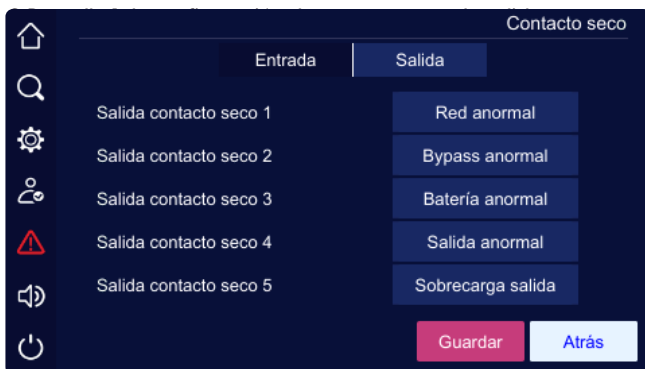 Contacto seco
Entrada Salida
Salida contacto seco 1 Red anormal
Salida contacto seco 2 Bypass anormal
Salida contacto seco 3 Batería anormal
Salida contacto seco 4 Salida anormal
Salida contacto seco 5 Sobrecarga salida
Guardar Atrás